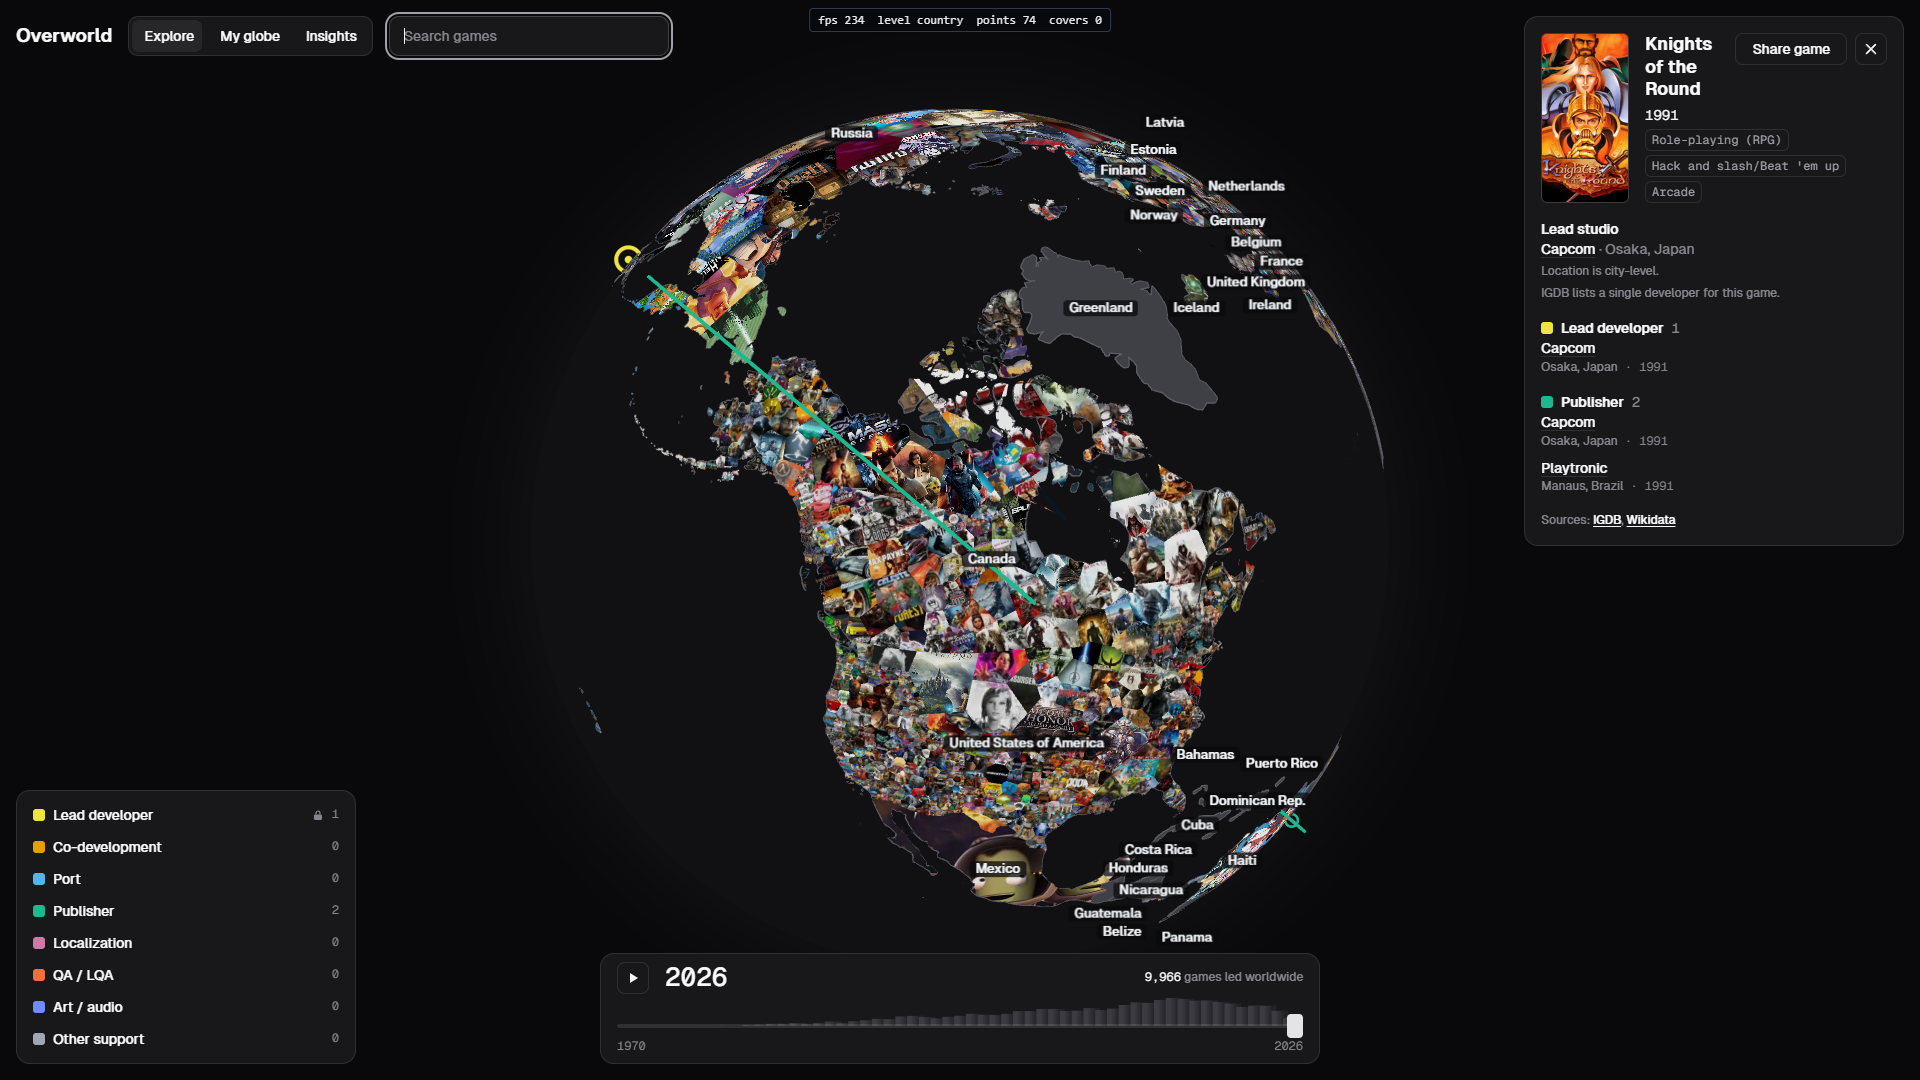 Overworld
Explore
My globe
Insights
Search games
fps 234 level country points 74 covers 0
Knights of the Round
Share game
1991
Role-playing (RPG)
Hack and slash/Beat 'em up
Arcade
Lead studio
Capcom · Osaka, Japan
Location is city-level.
IGDB lists a single developer for this game.
Lead developer 1
Capcom
Osaka, Japan · 1991
Publisher 2
Capcom
Osaka, Japan · 1991
Playtronic
Manaus, Brazil · 1991
Sources: IGDB, Wikidata
Russia
Latvia
Estonia
Finland
Sweden
Netherlands
Norway
Germany
Belgium
France
United Kingdom
Greenland
Iceland
Ireland
MASS EFFECT
MAX PAYNE
CELESTE
FOREST
Canada
United States of America
Bahamas
Puerto Rico
Dominican Rep.
Cuba
Costa Rica
Haiti
Honduras
Mexico
Nicaragua
Guatemala
Belize
Panama
Lead developer 1
Co-development 0
Port 0
Publisher 2
Localization 0
QA / LQA 0
Art / audio 0
Other support 0
2026
9,966 games led worldwide
1970
2026